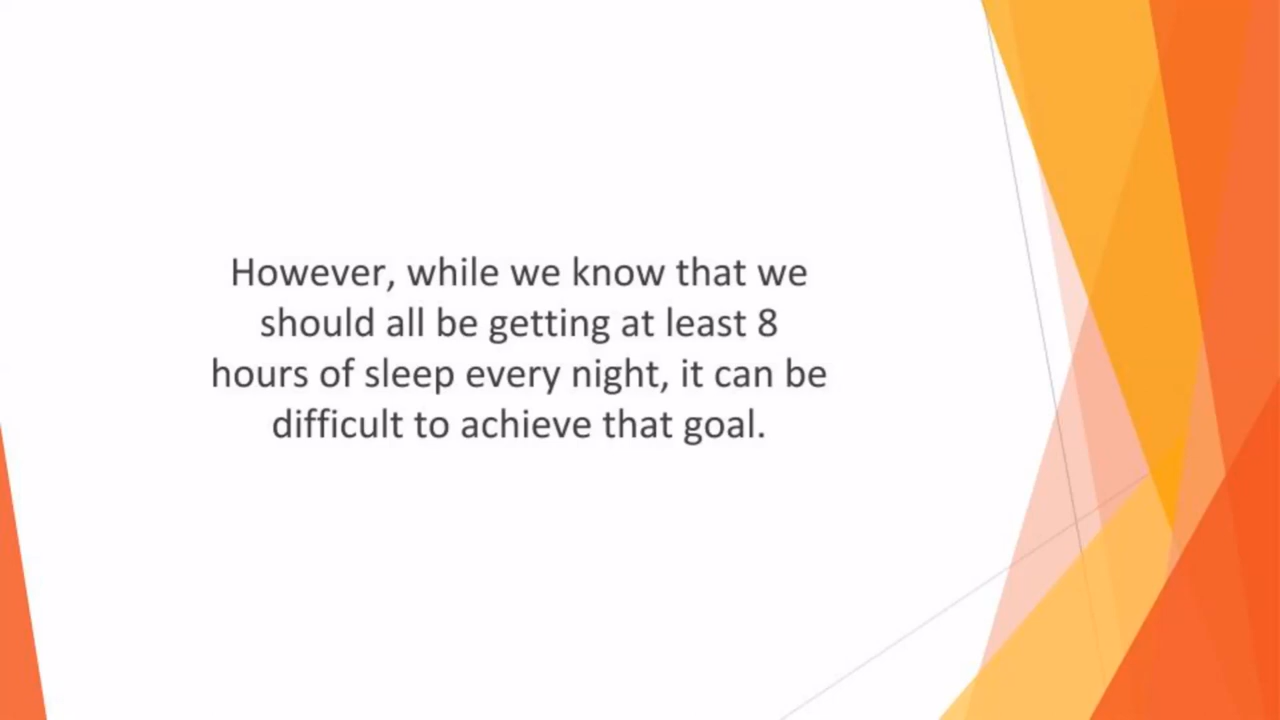 However, while we know that we
should all be getting at least 8
hours of sleep every night, it can be
difficult to achieve that goal.